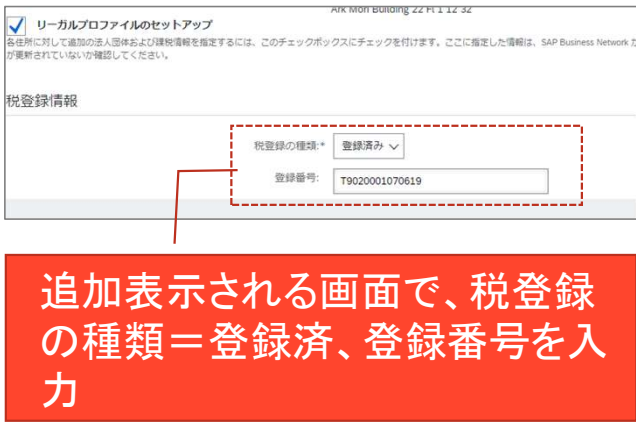 Ark Mori Building 22 Fl 1 12 32
リーガルプロファイルのセットアップ
各住所に対して追加の法人団体および課税情報を指定するには、このチェックボックスにチェックを付けます。ここに指定した情報は、SAP Business Network か
が更新されていないか確認してください。
税登録情報
税登録の種類:* 登録済み
登録番号: T9020001070619
追加表示される画面で、税登録
の種類＝登録済、登録番号を入
力